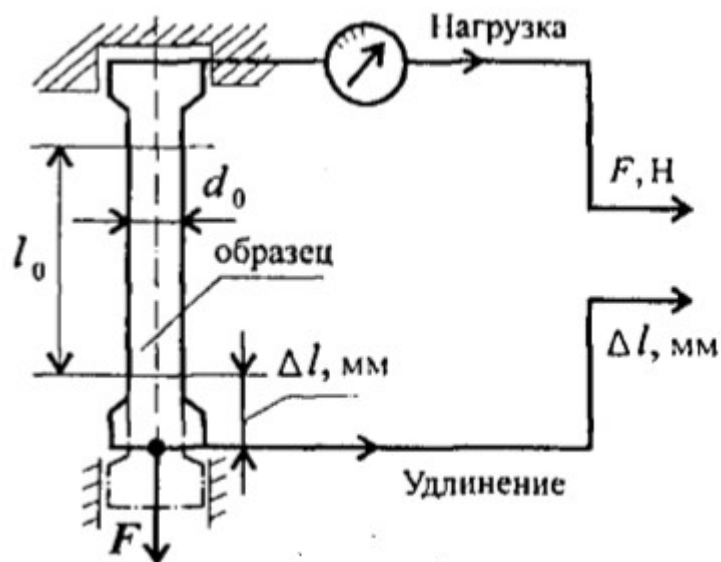 Нагрузка
F, Н
d₀
l₀
образец
Δl, мм
Δl, мм
Удлинение
F